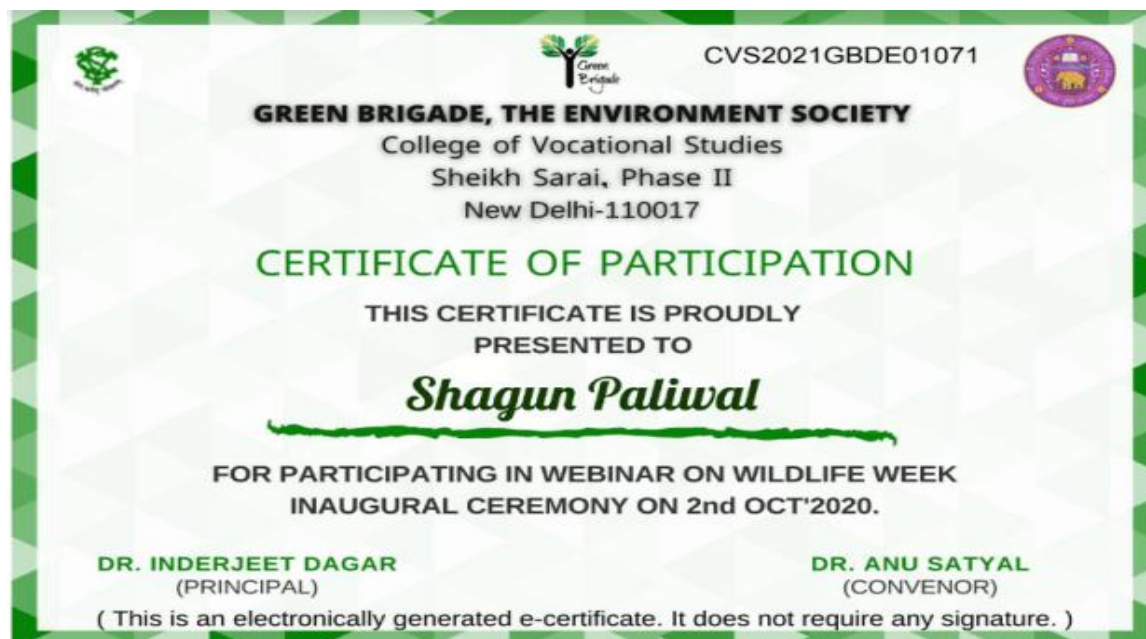 Green
Brigade
CVS2021GBDE01071
GREEN BRIGADE, THE ENVIRONMENT SOCIETY
College of Vocational Studies
Sheikh Sarai, Phase II
New Delhi-110017
CERTIFICATE OF PARTICIPATION
THIS CERTIFICATE IS PROUDLY
PRESENTED TO
Shagun Paliwal
FOR PARTICIPATING IN WEBINAR ON WILDLIFE WEEK
INAUGURAL CEREMONY ON 2nd OCT'2020.
DR. INDERJEET DAGAR
(PRINCIPAL)
DR. ANU SATYAL
(CONVENOR)
( This is an electronically generated e-certificate. It does not require any signature. )